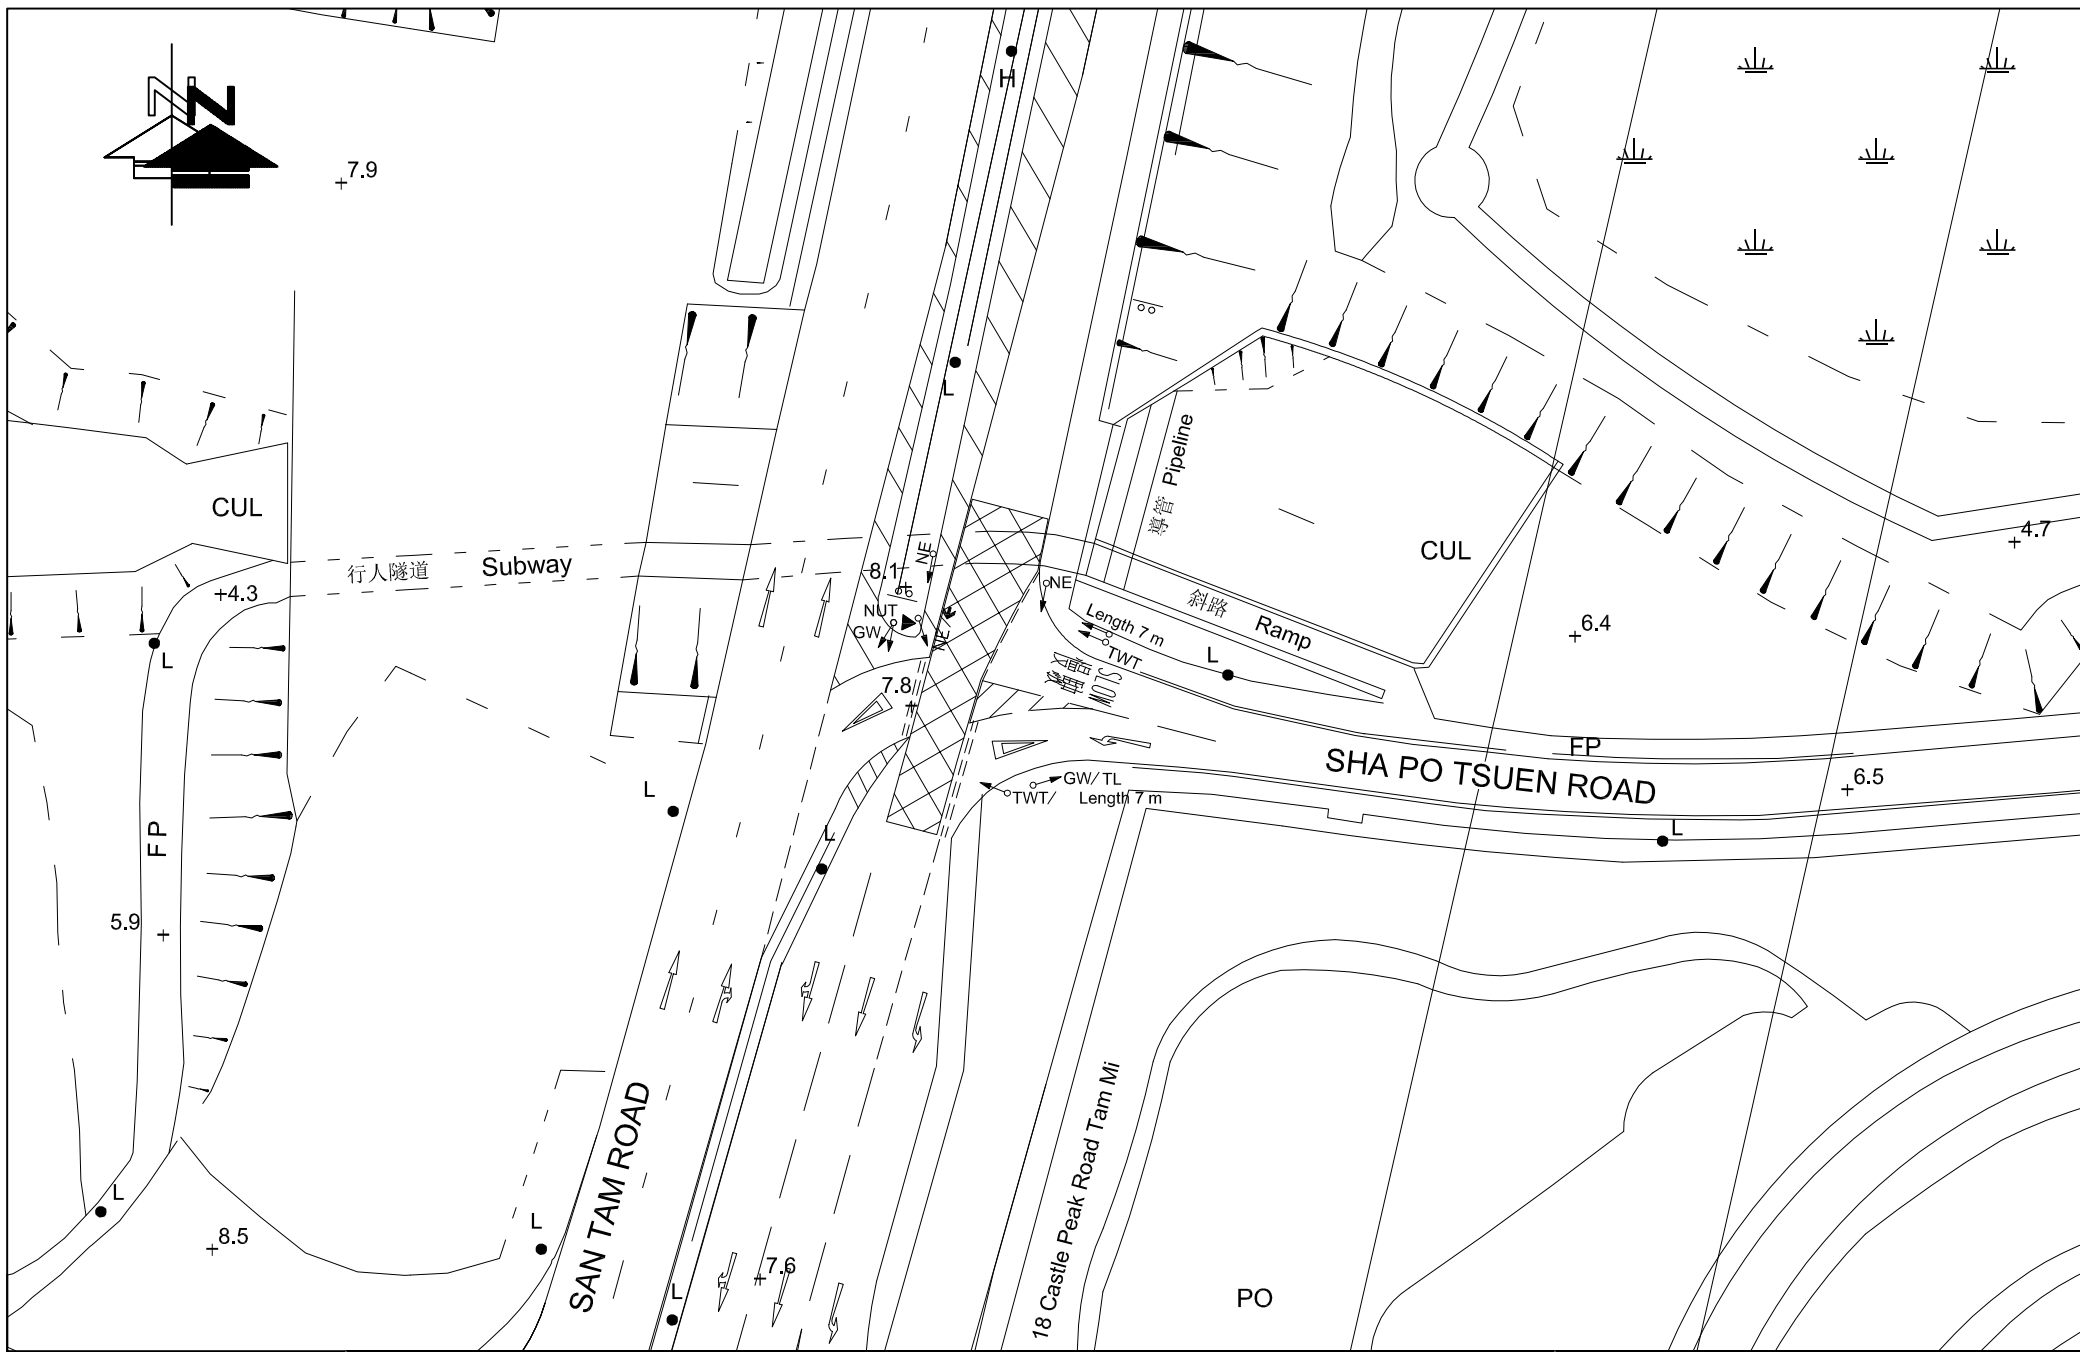 N
H
7.9
L
導管 Pipeline
CUL
CUL
4.7
行人隧道 Subway
8.1
NE
NE
4.3
斜路 Ramp
NUT
GW
NE
Length 7 m
TWT
L
6.4
L
慢 SLOW
7.8
FP
SHA PO TSUEN ROAD
6.5
GW/ TL
TWT/ Length 7 m
L
L
L
FP
5.9
18 Castle Peak Road Tam Mi
SAN TAM ROAD
L
L
8.5
7.6
L
PO